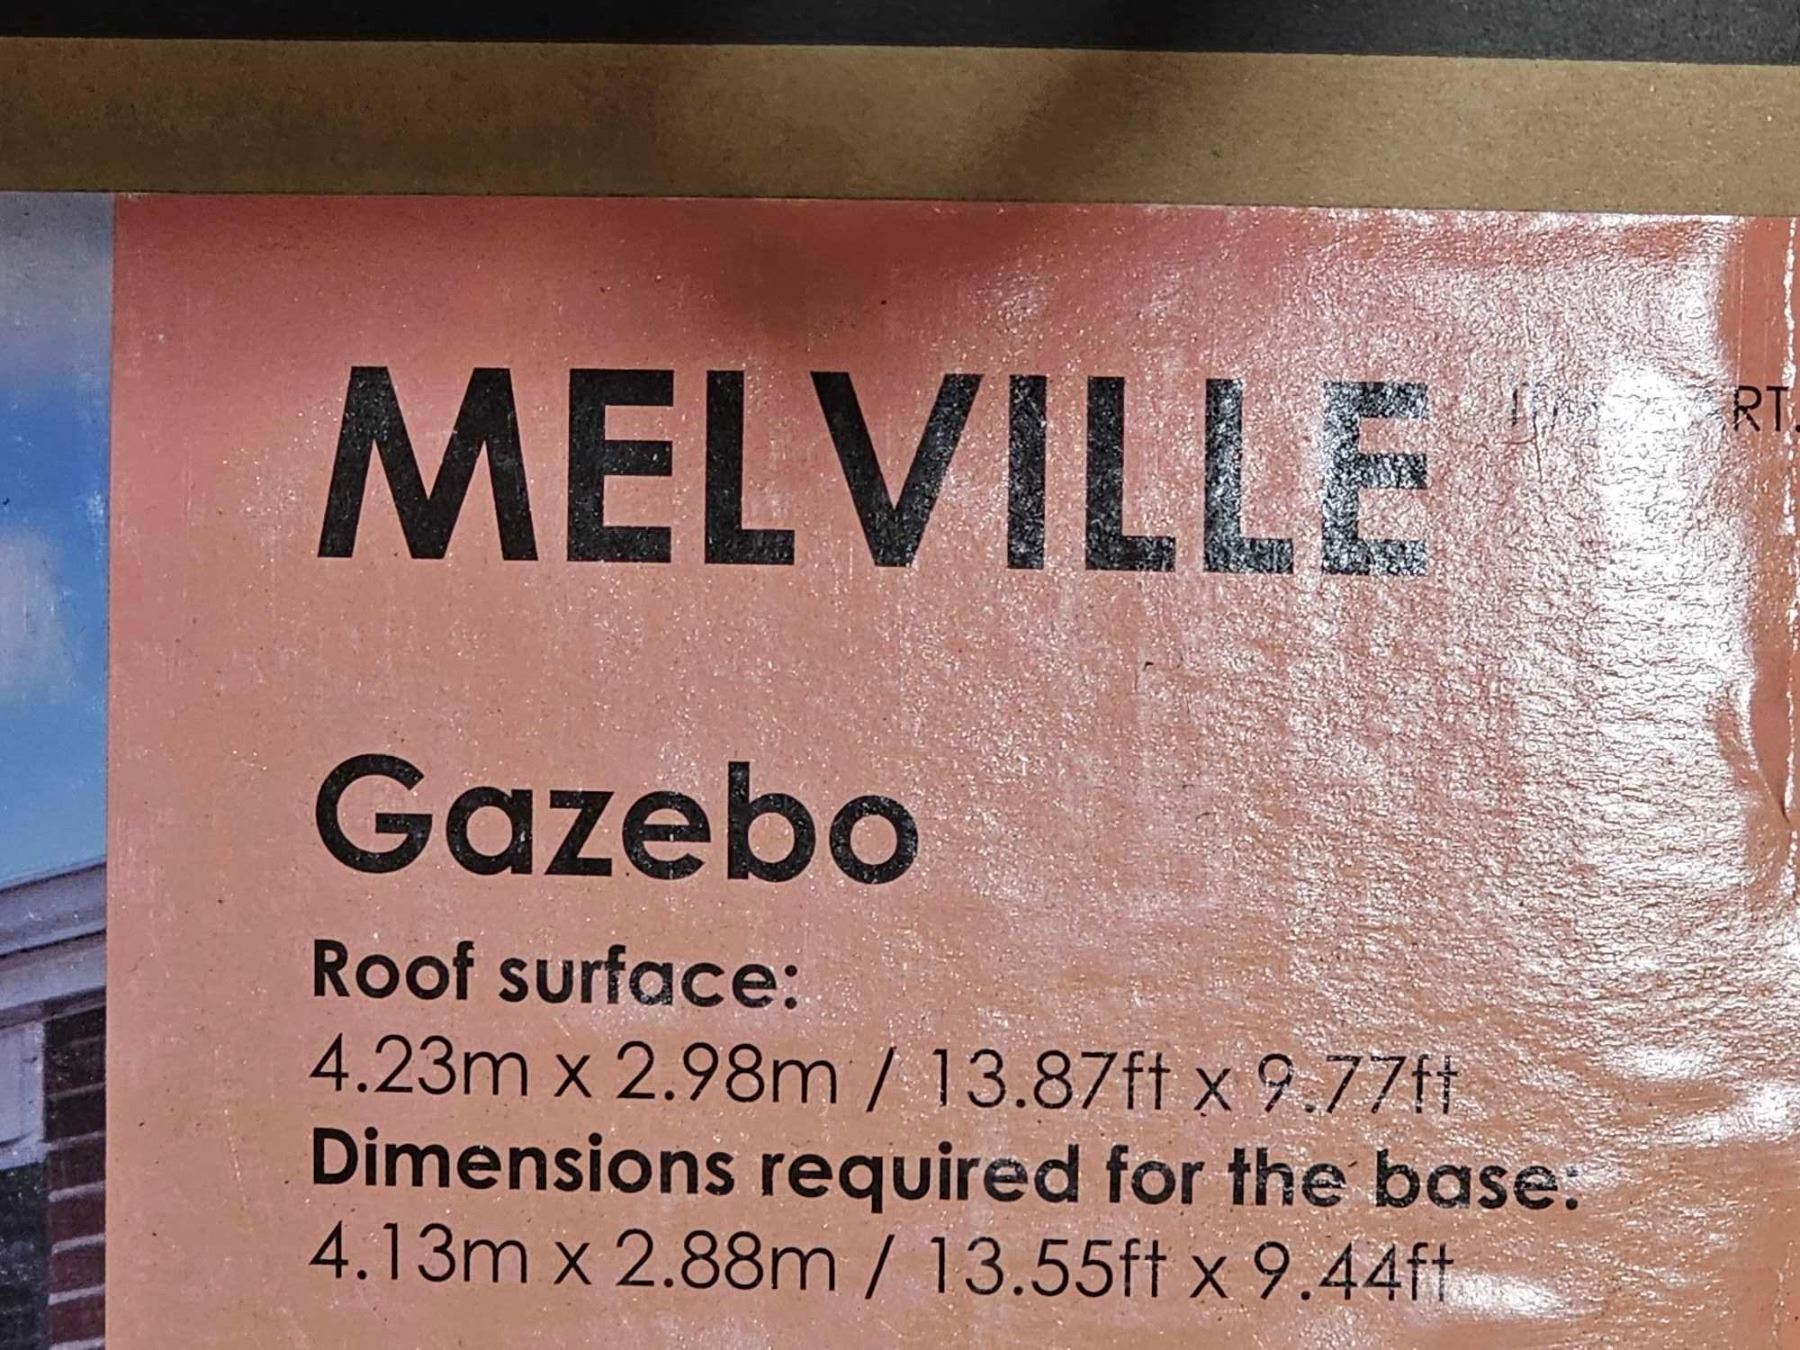 MELVILLE
Gazebo
Roof surface:
4.23m x 2.98m / 13.87ft x 9.77ft
Dimensions required for the base:
4.13m x 2.88m / 13.55ft x 9.44ft